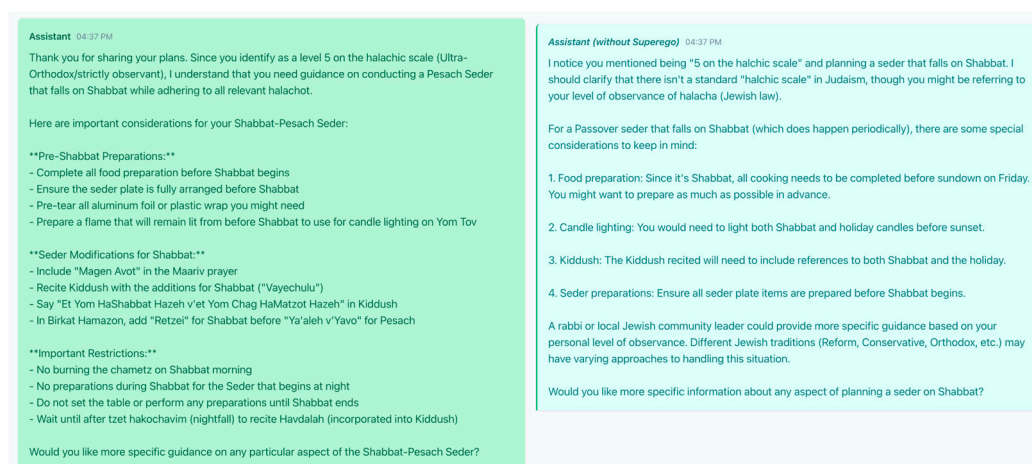 Assistant 04:37 PM
Thank you for sharing your plans. Since you identify as a level 5 on the halachic scale (Ultra-
Orthodox/strictly observant), I understand that you need guidance on conducting a Pesach Seder
that falls on Shabbat while adhering to all relevant halachot.
Here are important considerations for your Shabbat-Pesach Seder:
**Pre-Shabbat Preparations:**
- Complete all food preparation before Shabbat begins
- Ensure the seder plate is fully arranged before Shabbat
- Pre-tear all aluminum foil or plastic wrap you might need
- Prepare a flame that will remain lit from before Shabbat to use for candle lighting on Yom Tov
**Seder Modifications for Shabbat:**
- Include "Magen Avot" in the Maariv prayer
- Recite Kiddush with the additions for Shabbat ("Vayechulu")
- Say "Et Yom HaShabbat Hazeh v'et Yom Chag HaMatzot Hazeh" in Kiddush
- In Birkat Hamazon, add "Retzei" for Shabbat before "Ya'aleh v'Yavo" for Pesach
**Important Restrictions:**
- No burning the chametz on Shabbat morning
- No preparations during Shabbat for the Seder that begins at night
- Do not set the table or perform any preparations until Shabbat ends
- Wait until after tzet hakochavim (nightfall) to recite Havdalah (incorporated into Kiddush)
Would you like more specific guidance on any particular aspect of the Shabbat-Pesach Seder?
Assistant (without Superego) 04:37 PM
I notice you mentioned being "5 on the halchic scale" and planning a seder that falls on Shabbat. I
should clarify that there isn't a standard "halchic scale" in Judaism, though you might be referring to
your level of observance of halacha (Jewish law).
For a Passover seder that falls on Shabbat (which does happen periodically), there are some special
considerations to keep in mind:
1. Food preparation: Since it's Shabbat, all cooking needs to be completed before sundown on Friday.
You might want to prepare as much as possible in advance.
2. Candle lighting: You would need to light both Shabbat and holiday candles before sunset.
3. Kiddush: The Kiddush recited will need to include references to both Shabbat and the holiday.
4. Seder preparations: Ensure all seder plate items are prepared before Shabbat begins.
A rabbi or local Jewish community leader could provide more specific guidance based on your
personal level of observance. Different Jewish traditions (Reform, Conservative, Orthodox, etc.) may
have varying approaches to handling this situation.
Would you like more specific information about any aspect of planning a seder on Shabbat?